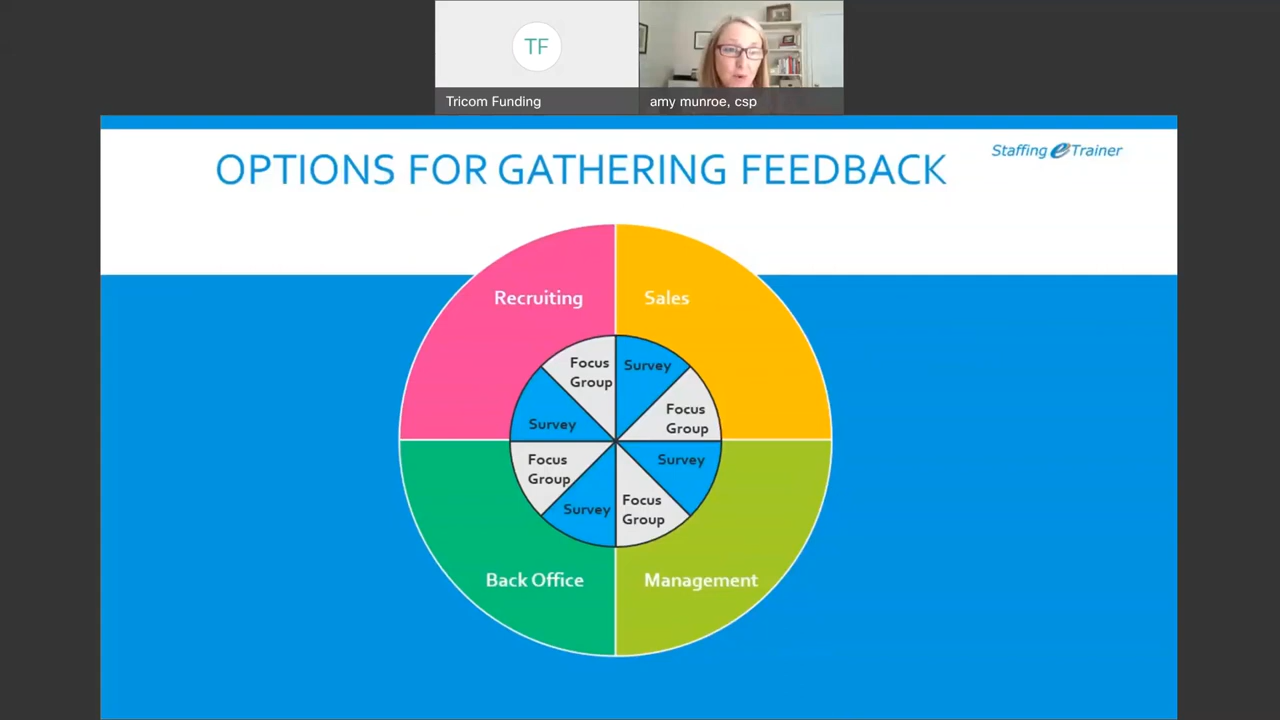 TF
Tricom Funding
amy munroe, csp
OPTIONS FOR GATHERING FEEDBACK
Staffing eTrainer
Recruiting
Sales
Focus
Group
Survey
Survey
Focus
Group
Focus
Group
Survey
Survey
Focus
Group
Back Office
Management